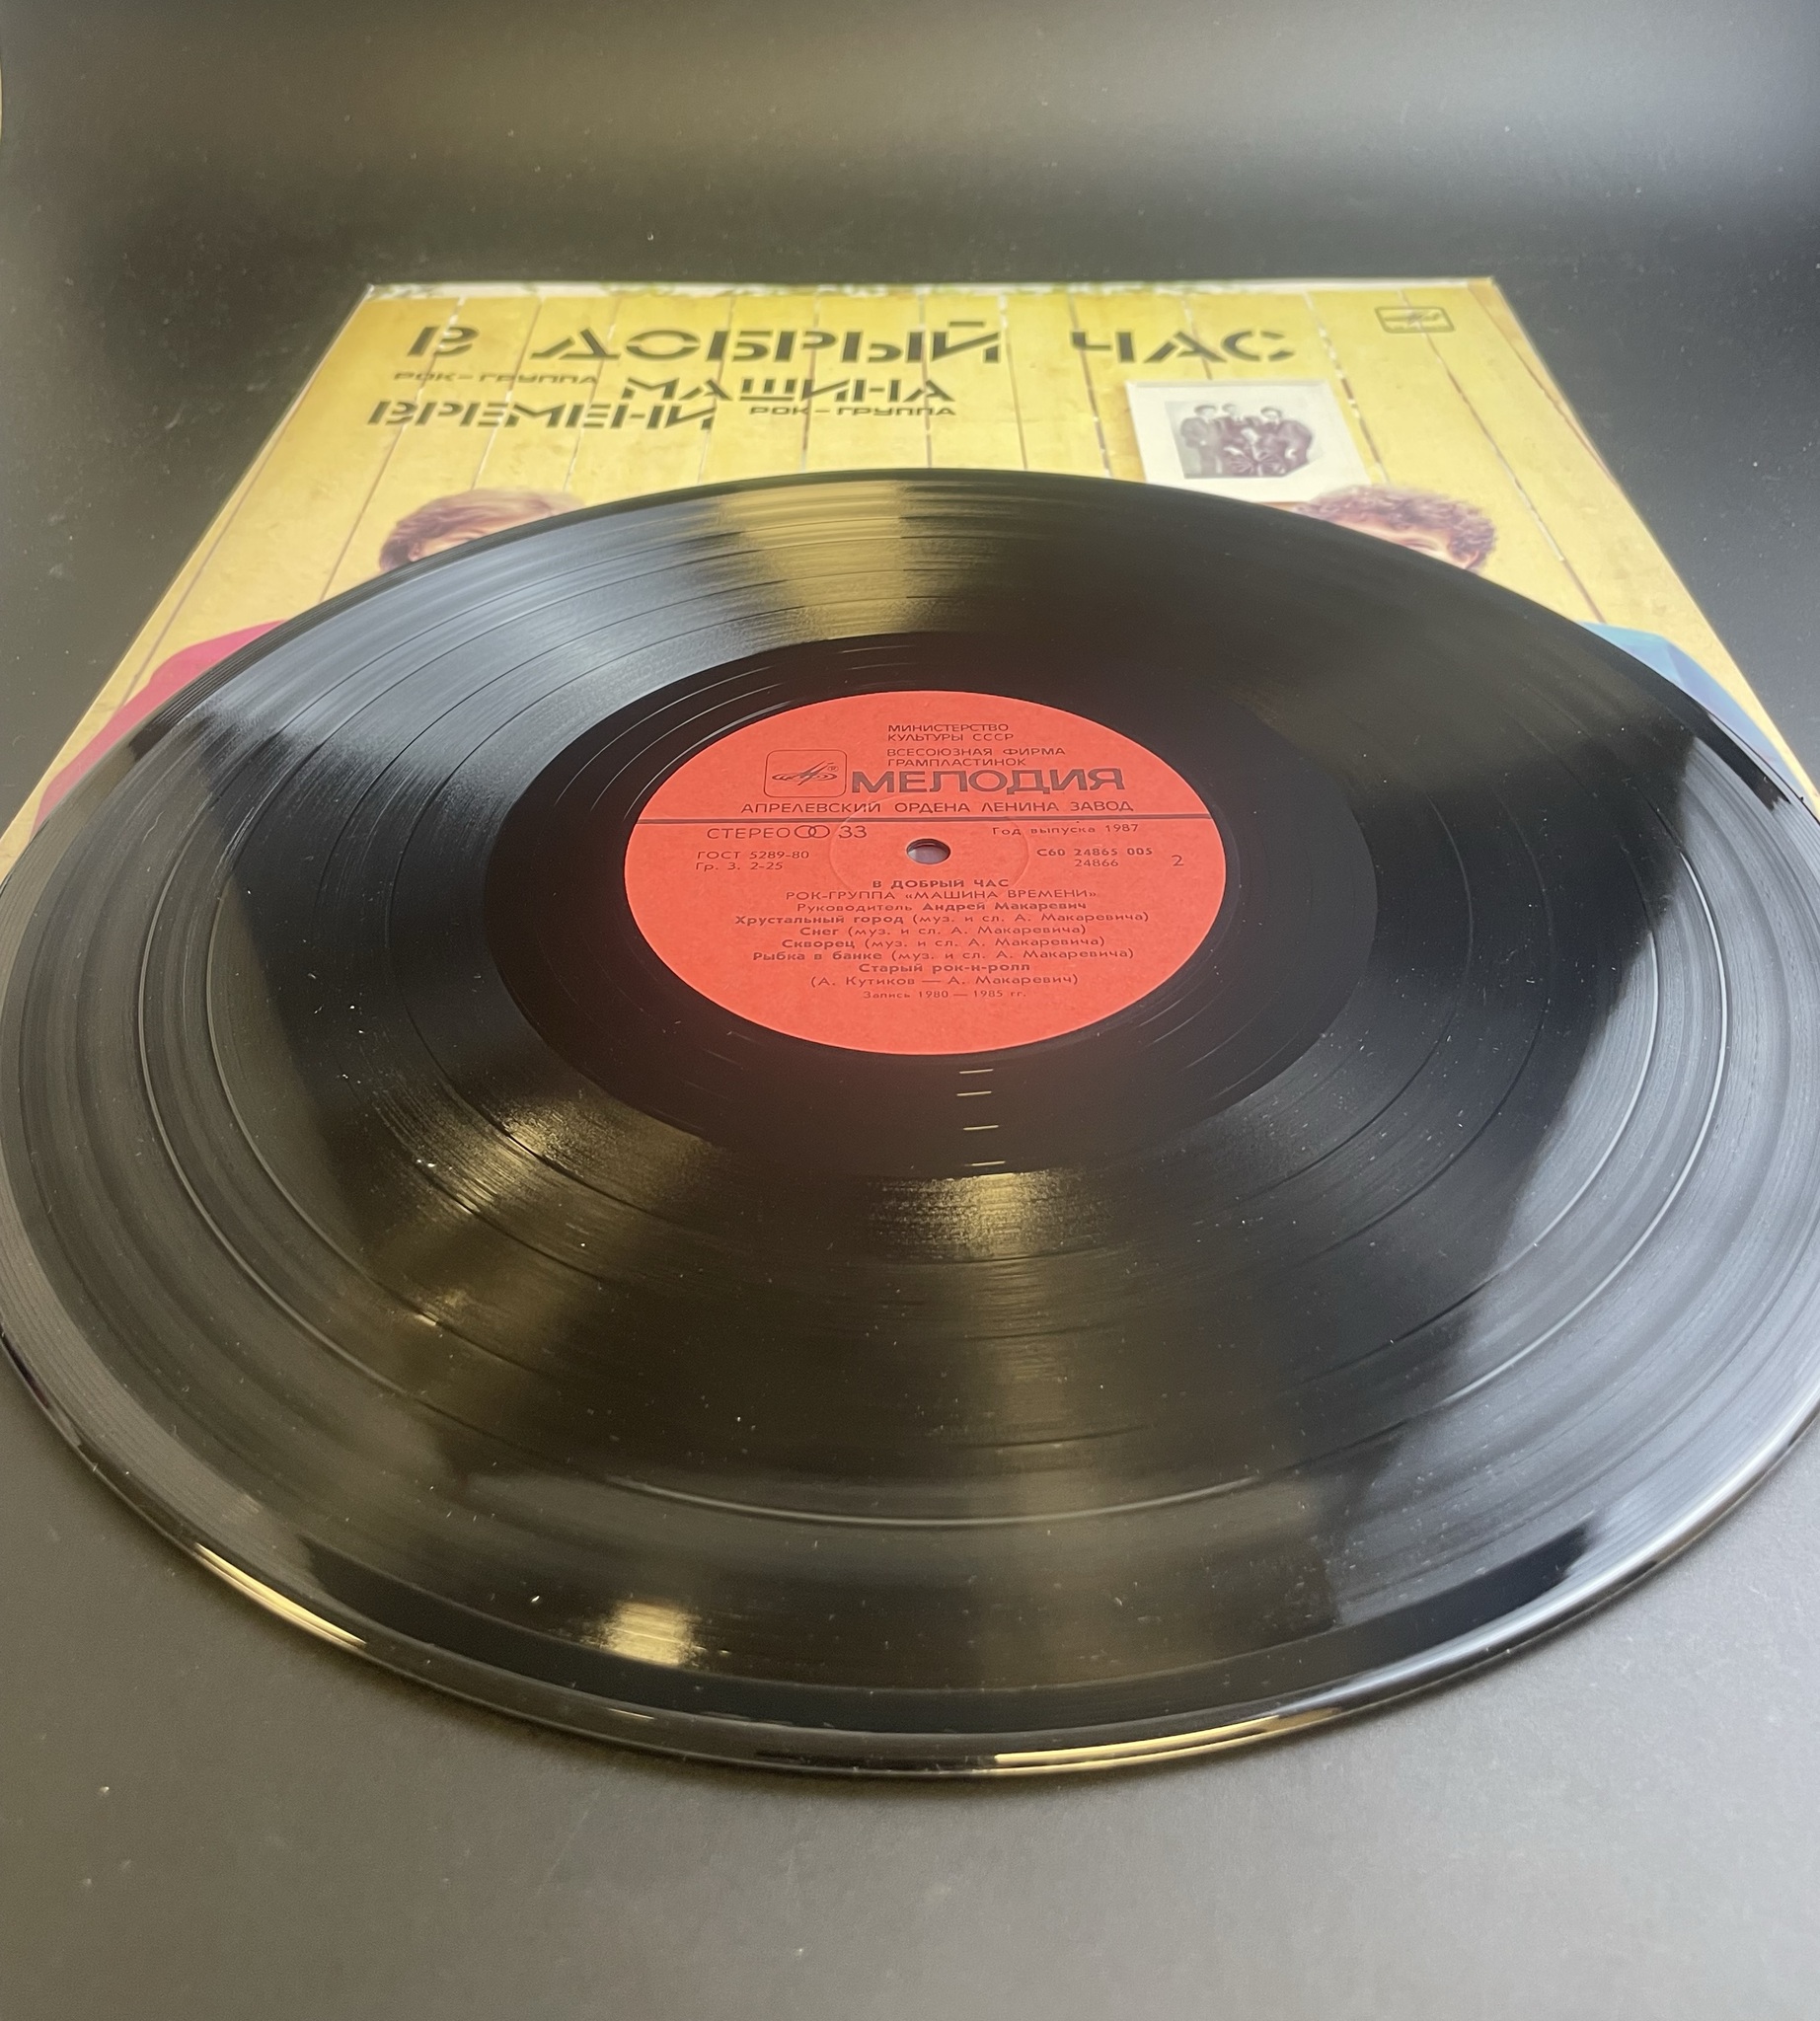 В ДОБРЫЙ ЧАС
РОК-ГРУППА МАШИНА
ВРЕМЕНИ РОК-ГРУППА
МИНИСТЕРСТВО
КУЛЬТУРЫ СССР
ВСЕСОЮЗНАЯ ФИРМА
ГРАМПЛАСТИНОК
МЕЛОДИЯ
АПРЕЛЕВСКИЙ ОРДЕНА ЛЕНИНА ЗАВОД
СТЕРЕО 33 Год выпуска 1987
ГОСТ 5289-80 С60 24865 005
Гр. 3. 2-25 24866 2
В ДОБРЫЙ ЧАС
РОК-ГРУППА «МАШИНА ВРЕМЕНИ»
Руководитель Андрей Макаревич
Хрустальный город (муз. и сл. А. Макаревича)
Снег (муз. и сл. А. Макаревича)
Скворец (муз. и сл. А. Макаревича)
Рыбка в банке (муз. и сл. А. Макаревича)
Старый рок-н-ролл
(А. Кутиков — А. Макаревич)
Запись 1980 — 1985 гг.